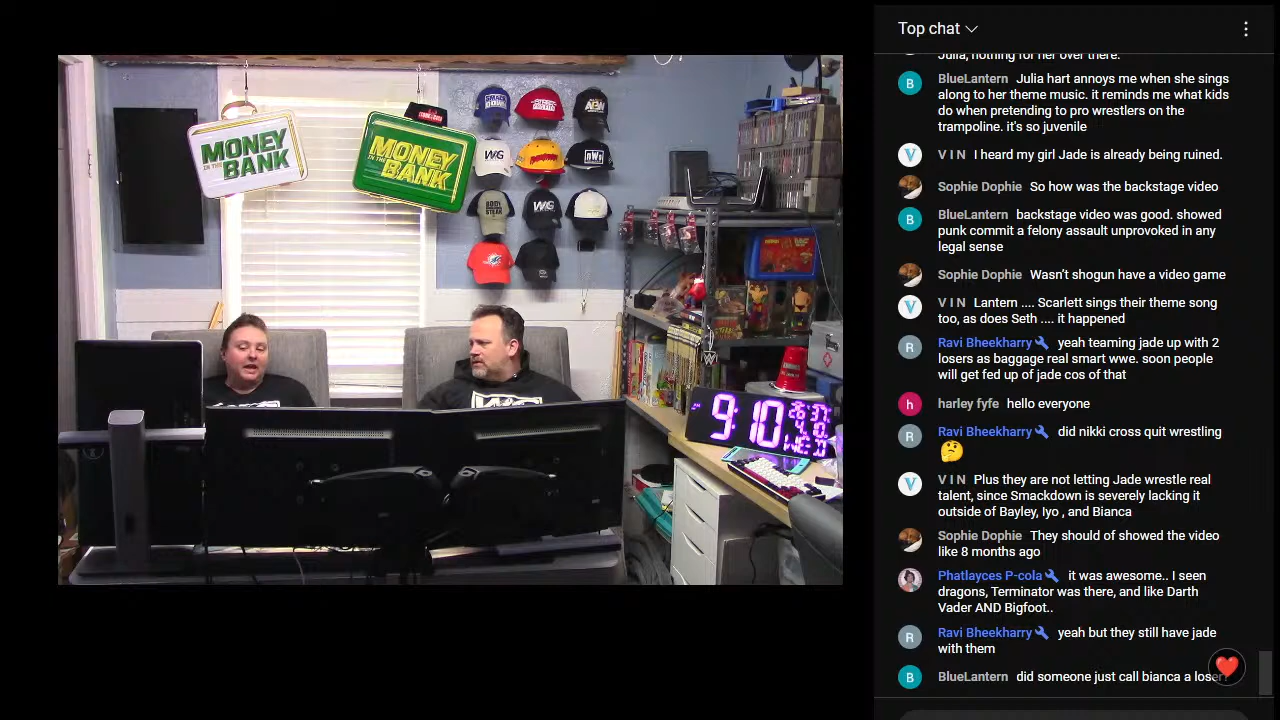 Top chat
Julia, nothing for her over there.
BlueLantern Julia hart annoys me when she sings
along to her theme music. it reminds me what kids
do when pretending to pro wrestlers on the
trampoline. it's so juvenile
V I N I heard my girl Jade is already being ruined.
Sophie Dophie So how was the backstage video
BlueLantern backstage video was good. showed
punk commit a felony assault unprovoked in any
legal sense
Sophie Dophie Wasn't shogun have a video game
V I N Lantern .... Scarlett sings their theme song
too, as does Seth .... it happened
Ravi Bheekharry yeah teaming jade up with 2
losers as baggage real smart wwe. soon people
will get fed up of jade cos of that
harley fyfe hello everyone
Ravi Bheekharry did nikki cross quit wrestling
🤔
V I N Plus they are not letting Jade wrestle real
talent, since Smackdown is severely lacking it
outside of Bayley, Iyo , and Bianca
Sophie Dophie They should of showed the video
like 8 months ago
Phatlayces P-cola it was awesome.. I seen
dragons, Terminator was there, and like Darth
Vader AND Bigfoot..
Ravi Bheekharry yeah but they still have jade
with them
BlueLantern did someone just call bianca a loser?
MONEY
IN THE
BANK
MONEY
IN THE
BANK
AEW
nWo
9:10
WED